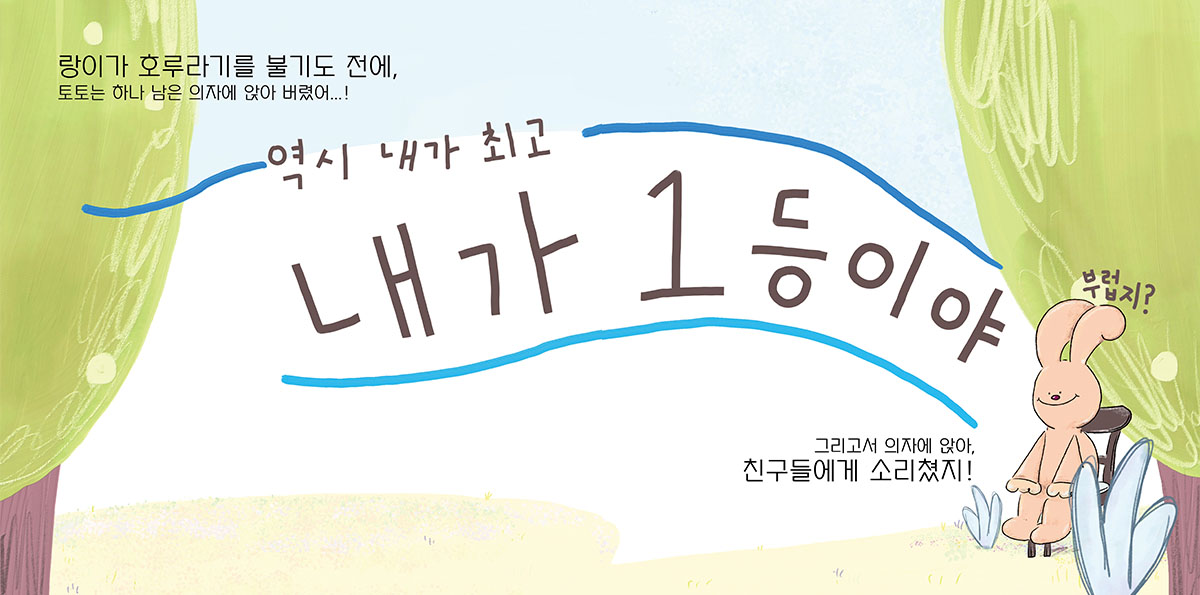 랑이가 호루라기를 불기도 전에,
토토는 하나 남은 의자에 앉아 버렸어...!
역시 내가 최고
내가 1등이야
부럽지?
그리고서 의자에 앉아,
친구들에게 소리쳤지!